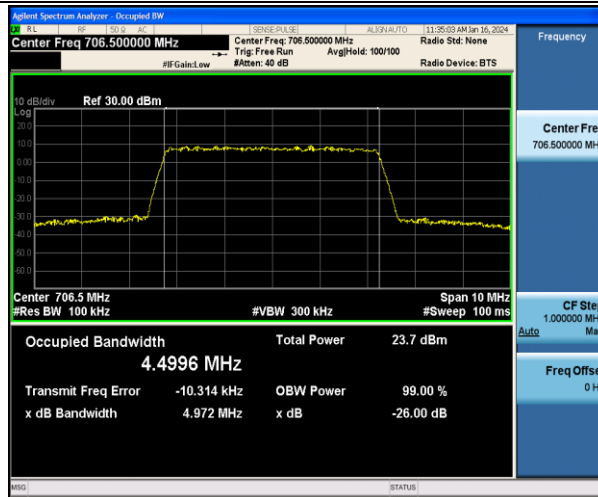 Agilent Spectrum Analyzer - Occupied BW
RL RF 50 Ω AC SENSE:PULSE ALIGN AUTO 11:35:03 AM Jan 16, 2024
Center Freq 706.500000 MHz
Center Freq: 706.500000 MHz
Radio Std: None
Trig: Free Run
Avg|Hold: 100/100
#IFGain:Low
#Atten: 40 dB
Radio Device: BTS
Frequency
10 dB/div
Ref 30.00 dBm
Log
20.0
10.0
0.00
-10.0
-20.0
-30.0
-40.0
-50.0
-60.0
Center Fre
706.500000 MH
Center 706.5 MHz
Span 10 MHz
#Res BW 100 kHz
#VBW 300 kHz
#Sweep 100 ms
CF Ste
1.000000 MH
Auto Ma
Occupied Bandwidth
4.4996 MHz
Total Power 23.7 dBm
Transmit Freq Error -10.314 kHz
OBW Power 99.00 %
x dB Bandwidth 4.972 MHz
x dB -26.00 dB
Freq Offse
0 H
MSG
STATUS